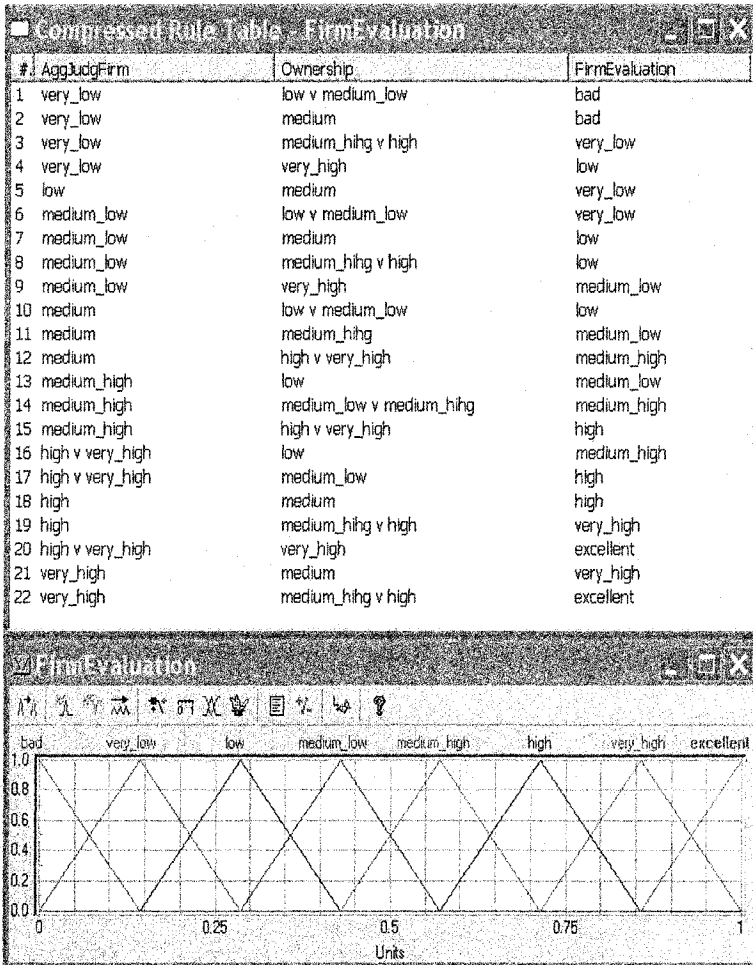 Compressed Rule Table - FirmEvaluation
#. AggJudgFirm Ownership FirmEvaluation
1 very_low low v medium_low bad
2 very_low medium bad
3 very_low medium_hihg v high very_low
4 very_low very_high low
5 low medium very_low
6 medium_low low v medium_low very_low
7 medium_low medium low
8 medium_low medium_hihg v high low
9 medium_low very_high medium_low
10 medium low v medium_low low
11 medium medium_hihg medium_low
12 medium high v very_high medium_high
13 medium_high low medium_low
14 medium_high medium_low v medium_hihg medium_high
15 medium_high high v very_high high
16 high v very_high low medium_high
17 high v very_high medium_low high
18 high medium high
19 high medium_hihg v high very_high
20 high v very_high very_high excellent
21 very_high medium very_high
22 very_high medium_hihg v high excellent
FirmEvaluation
bad very_low low medium_low medium_high high very_high excellent
1.0
0.8
0.6
0.4
0.2
0.0
0 0.25 0.5 0.75 1
Units